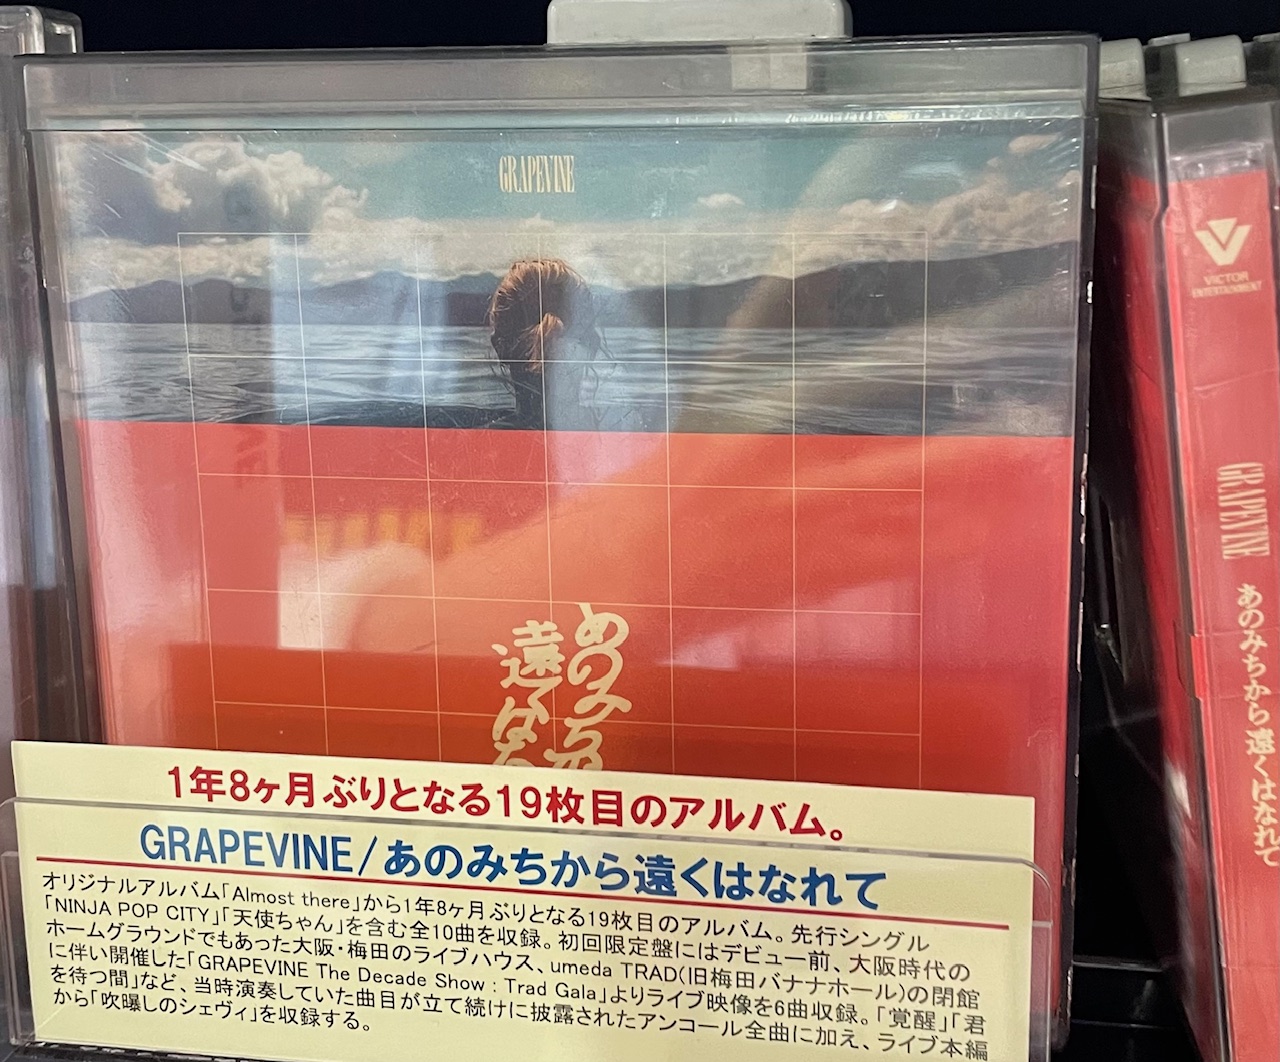 GRAPEVINE
あのみちか
遠くはな
VICTOR
ENTERTAINMENT
GRAPEVINE
あのみちから遠くはなれて
1年8ヶ月ぶりとなる19枚目のアルバム。
GRAPEVINE/あのみちから遠くはなれて
オリジナルアルバム「Almost there」から1年8ヶ月ぶりとなる19枚目のアルバム。先行シングル
「NINJA POP CITY」「天使ちゃん」を含む全10曲を収録。初回限定盤にはデビュー前、大阪時代の
ホームグラウンドでもあった大阪・梅田のライブハウス、umeda TRAD(旧梅田バナナホール)の閉館
に伴い開催した「GRAPEVINE The Decade Show : Trad Gala」よりライブ映像を6曲収録。「覚醒」「君
を待つ間」など、当時演奏していた曲目が立て続けに披露されたアンコール全曲に加え、ライブ本編
から「吹曝しのシェヴィ」を収録する。